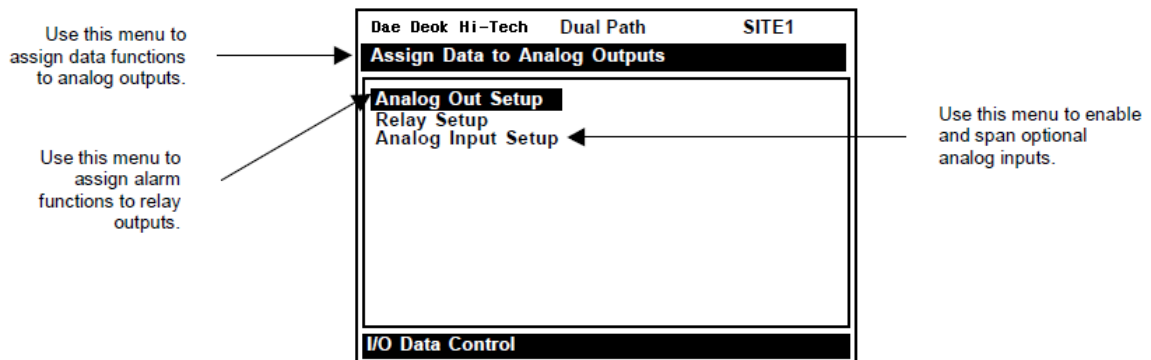 Use this menu to
assign data functions
to analog outputs.
Use this menu to
assign alarm
functions to relay
outputs.
Dae Deok Hi-Tech Dual Path SITE1
Assign Data to Analog Outputs
Analog Out Setup
Relay Setup
Analog Input Setup
I/O Data Control
Use this menu to enable
and span optional
analog inputs.